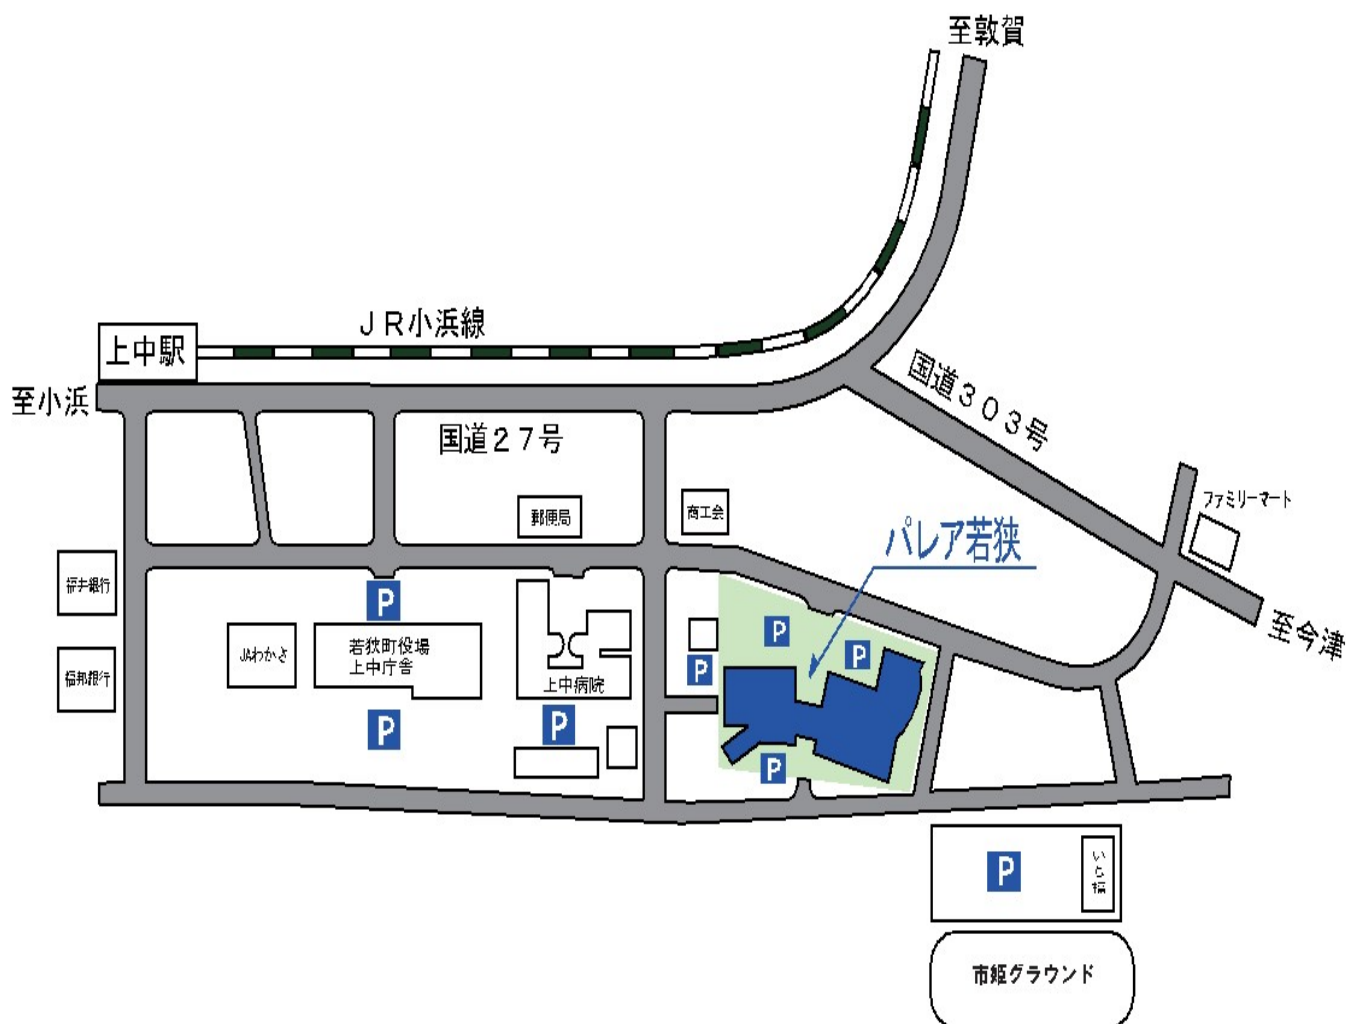 至敦賀
ＪＲ小浜線
上中駅
至小浜
国道２７号
国道３０３号
ファミリーマート
郵便局
商工会
パレア若狭
福井銀行
至今津
P
P
P
JAわかさ
若狭町役場
上中庁舎
福邦銀行
P
上中病院
P
P
P
P
いち福
市姫グラウンド